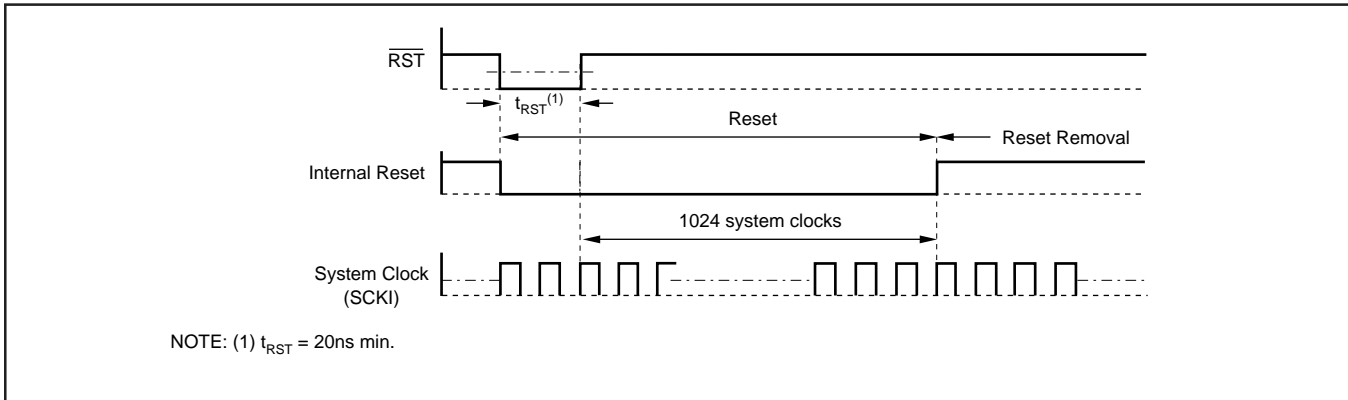 RST
t_RST^(1)
Reset
Reset Removal
Internal Reset
1024 system clocks
System Clock
(SCKI)
NOTE: (1) t_RST = 20ns min.